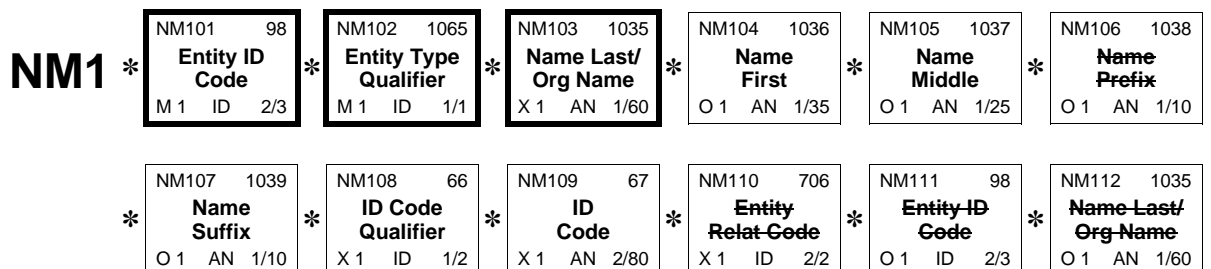 NM101 98 NM102 1065 NM103 1035 NM104 1036 NM105 1037 NM106 1038
NM1 * Entity ID Code * Entity Type Qualifier * Name Last/ Org Name * Name First * Name Middle * Name Prefix
M 1 ID 2/3 M 1 ID 1/1 X 1 AN 1/60 O 1 AN 1/35 O 1 AN 1/25 O 1 AN 1/10
NM107 1039 NM108 66 NM109 67 NM110 706 NM111 98 NM112 1035
* Name Suffix * ID Code Qualifier * ID Code * Entity Relat Code * Entity ID Code * Name Last/ Org Name
O 1 AN 1/10 X 1 ID 1/2 X 1 AN 2/80 X 1 ID 2/2 O 1 ID 2/3 O 1 AN 1/60